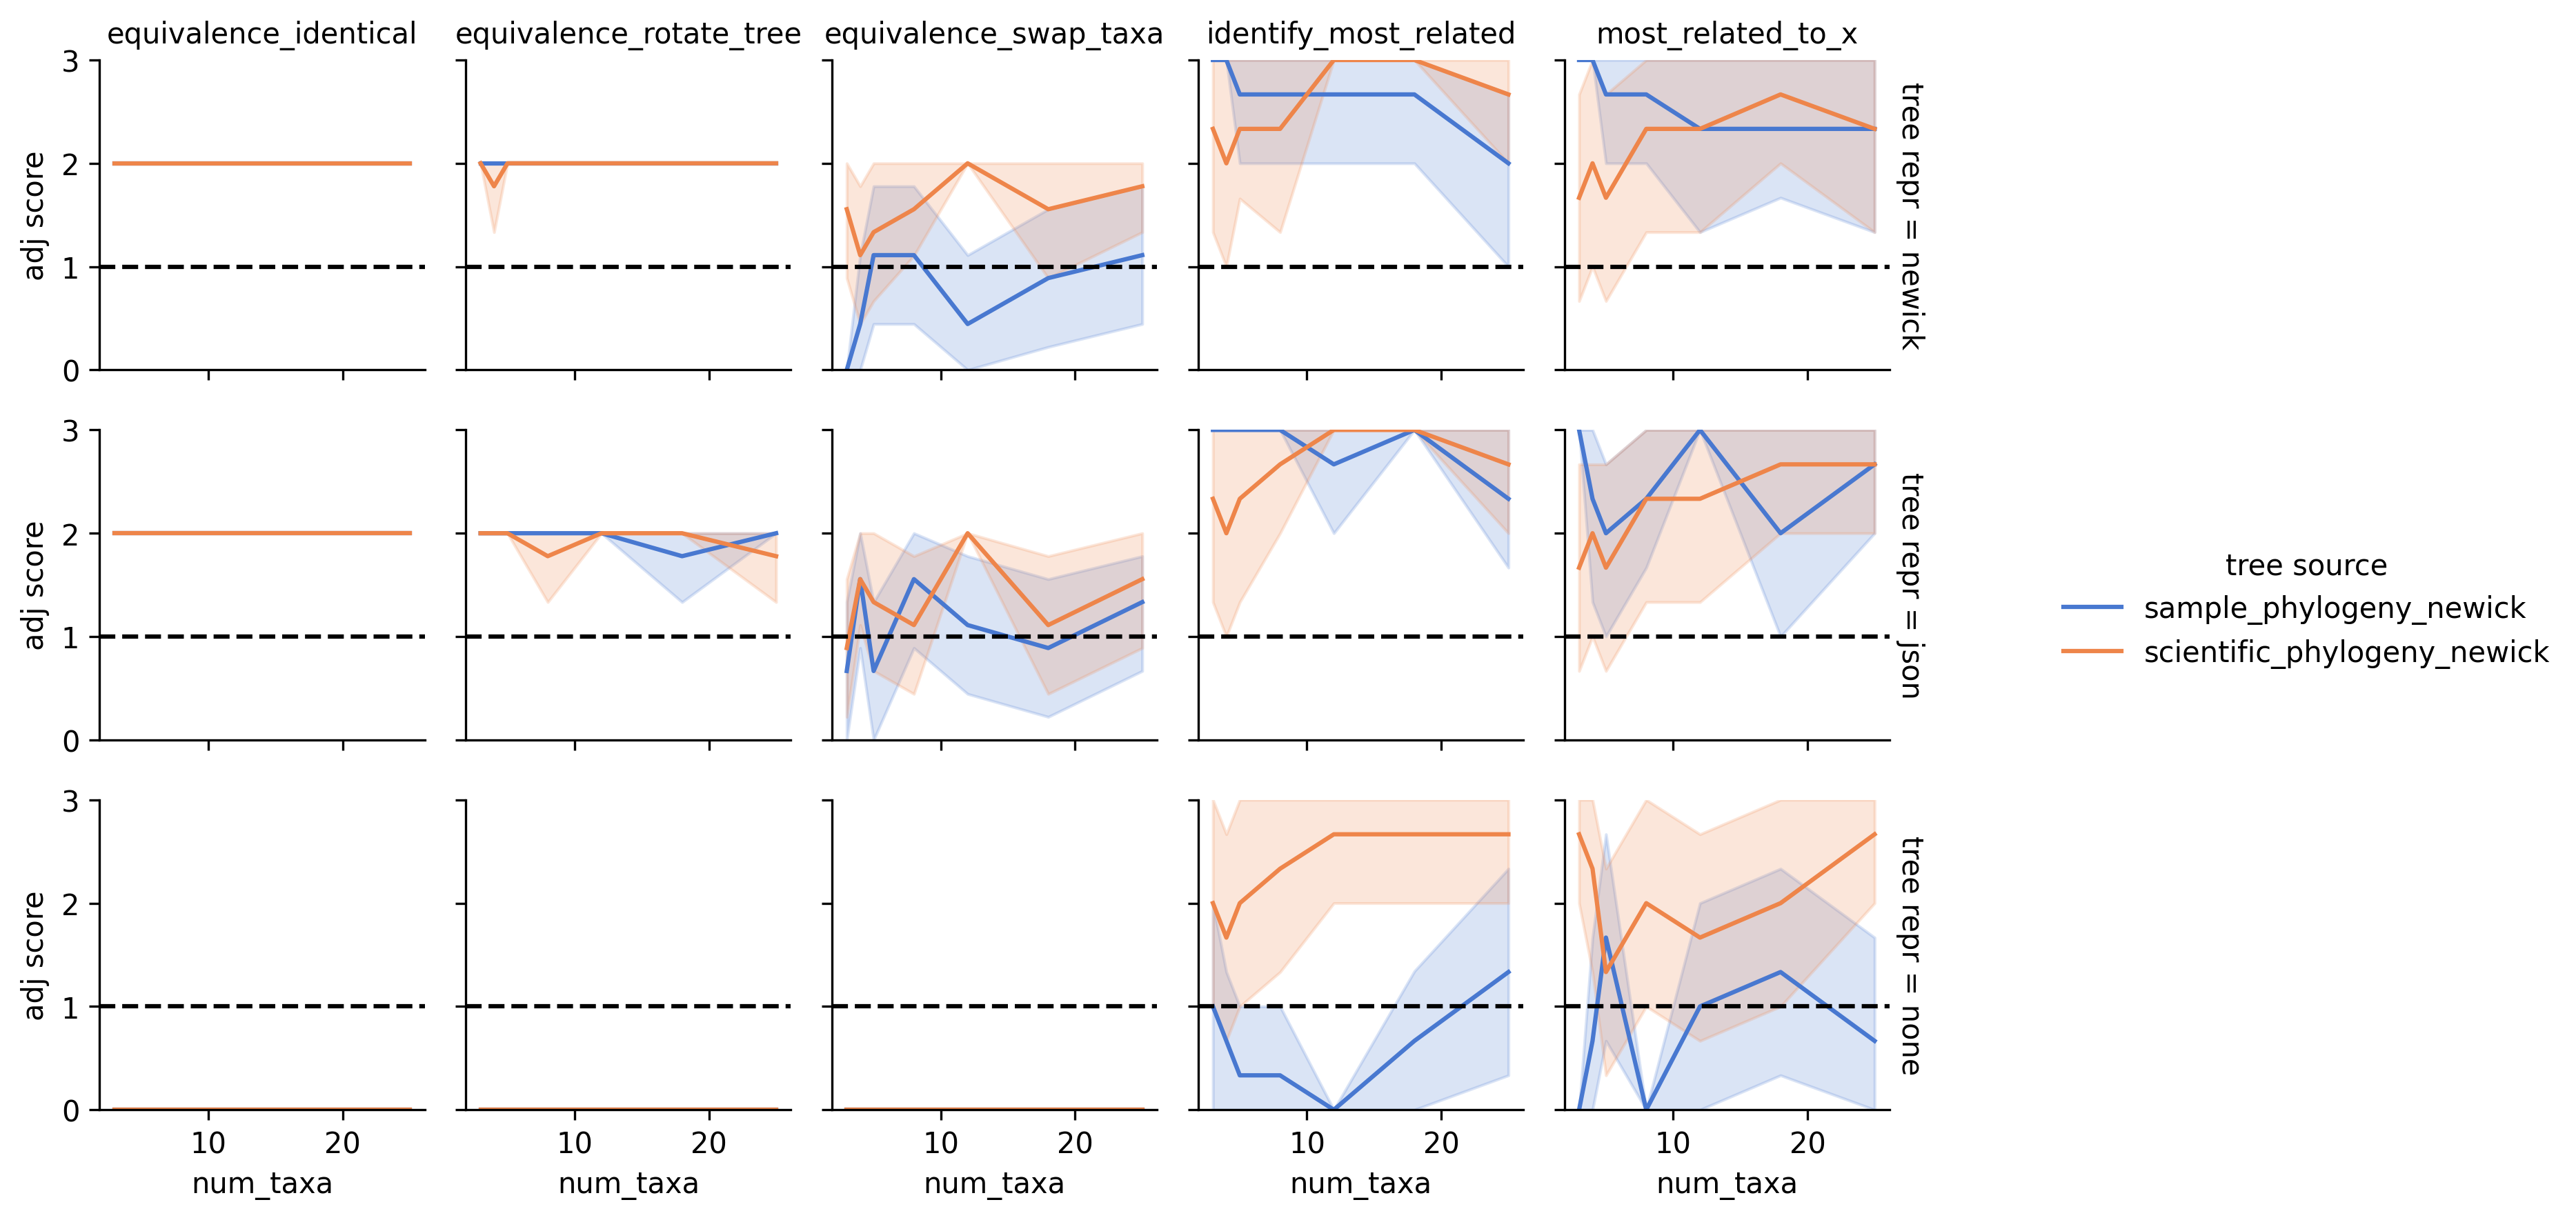 equivalence_identical
equivalence_rotate_tree
equivalence_swap_taxa
identify_most_related
most_related_to_x
3
2
1
0
adj score
tree repr = newick
3
2
1
0
adj score
tree repr = json
tree source
sample_phylogeny_newick
scientific_phylogeny_newick
3
2
1
0
adj score
tree repr = none
10 20
10 20
10 20
10 20
10 20
num_taxa
num_taxa
num_taxa
num_taxa
num_taxa